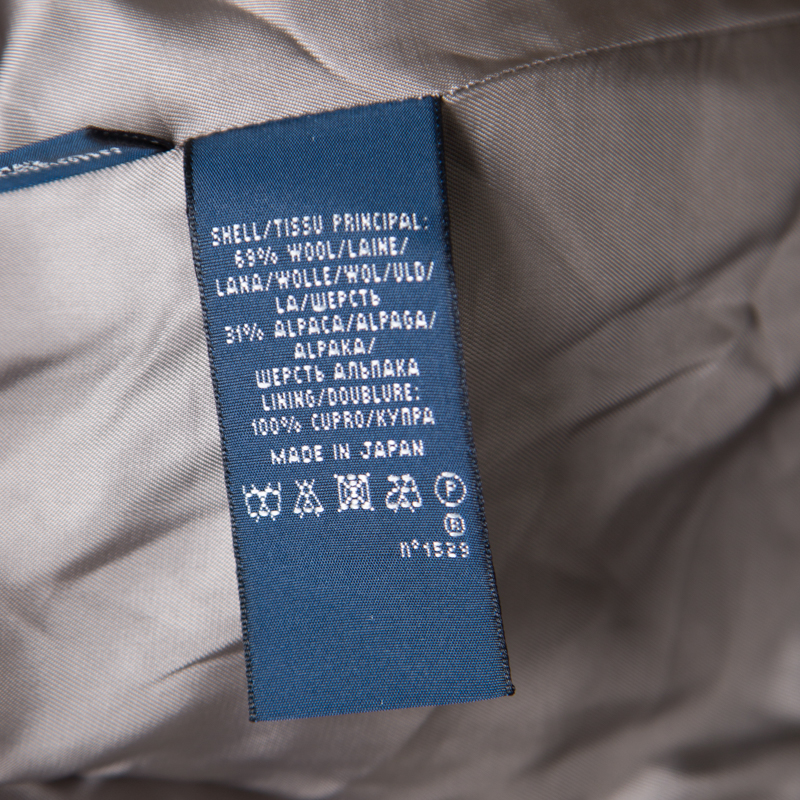 SHELL/TISSU PRINCIPAL:
69% WOOL/LAINE/
LANA/WOLLE/WOL/ULD/
LA/ШЕРСТЬ
31% ALPACA/ALPAGA/
ALPAKA/
ШЕРСТЬ АЛЬПАКА
LINING/DOUBLURE:
100% CUPRO/КУПРА
MADE IN JAPAN
P
®
n°1529